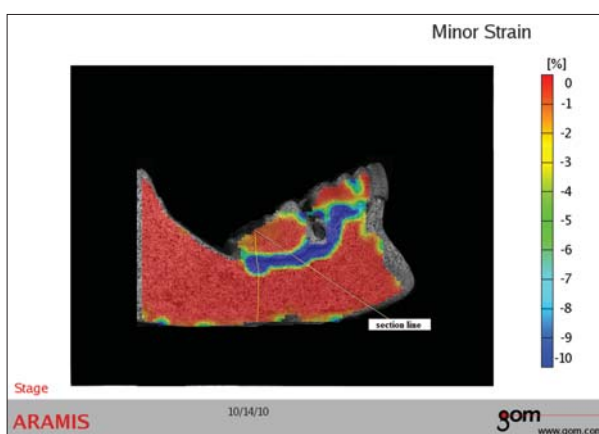 Minor Strain
[%]
0
-1
-2
-3
-4
-5
-6
-7
-8
-9
-10
section line
Stage
ARAMIS
10/14/10
gom
www.gom.com